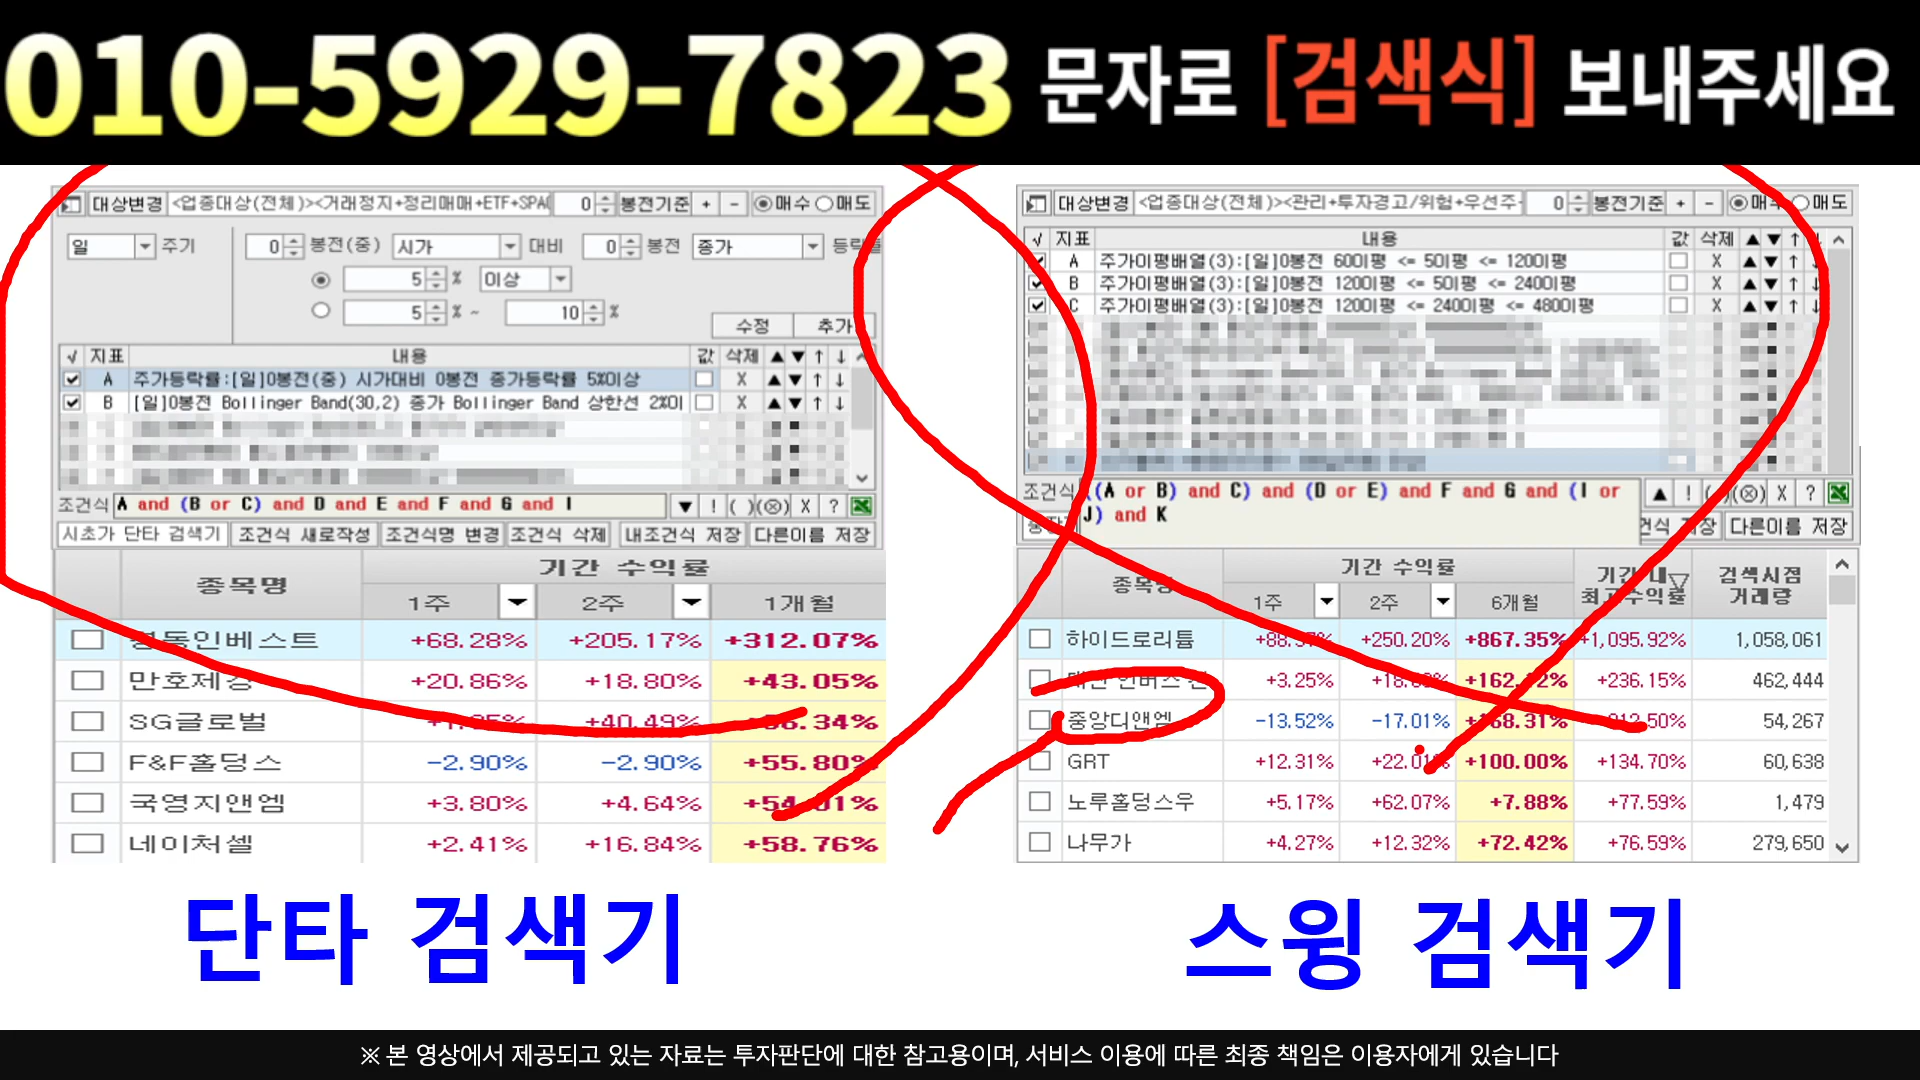 010-5929-7823 문자로 [검색식] 보내주세요
대상변경 <업종대상(전체)><거래정지+정리매매+ETF+SPA 0 봉전기준 + - 매수 매도
일 주기 0 봉전(중) 시가 대비 0 봉전 종가
5 % 이상
5 % ~ 10 %
수정 추가
√ 지표 내용 값 삭제 ▲ ▼ ↑ ↓
A 주가등락률:[일]0봉전(중) 시가대비 0봉전 종가등락률 5%이상 X ▲ ▼ ↑ ↓
B [일]0봉전 Bollinger Band(30,2) 종가 Bollinger Band 상한선 2%이 X ▲ ▼ ↑ ↓
조건식 A and (B or C) and D and E and F and G and I ▼ ! ( ) (⊗) X ?
시초가 단타 검색기 조건식 새로작성 조건식명 변경 조건식 삭제 내조건식 저장 다른이름 저장
종목명 기간 수익률
1주 2주 1개월
+68.28% +205.17% +312.07%
만호제강 +20.86% +18.80% +43.05%
SG글로벌 +40.49%
F&F홀딩스 -2.90% -2.90% +55.80%
국영지앤엠 +3.80% +4.64%
네이처셀 +2.41% +16.84% +58.76%
단타 검색기
대상변경 <업종대상(전체)><관리+투자경고/위험+우선주+ 0 봉전기준 + - 매수 매도
√ 지표 내용 값 삭제 ▲ ▼ ↑ ↓
A 주가이평배열(3):[일]0봉전 60이평 <= 5이평 <= 120이평 X ▲ ▼ ↑ ↓
B 주가이평배열(3):[일]0봉전 120이평 <= 5이평 <= 240이평 X ▲ ▼ ↑ ↓
C 주가이평배열(3):[일]0봉전 120이평 <= 240이평 <= 480이평 X ▲ ▼ ↑ ↓
조건식 ((A or B) and C) and (D or E) and F and G and (I or ▲ ! ( ) (⊗) X ?
J) and K 저장 다른이름 저장
종목명 기간 수익률 기간 내 최고수익률 검색시점 거래량
1주 2주 6개월
하이드로리튬 +250.20% +867.35% +1,095.92% 1,058,061
+3.25% +236.15% 462,444
중앙디앤엠 -13.52% -17.01% 54,267
GRT +12.31% +100.00% +134.70% 60,638
노루홀딩스우 +5.17% +62.07% +7.88% +77.59% 1,479
나무가 +4.27% +12.32% +72.42% +76.59% 279,650
스윙 검색기
※ 본 영상에서 제공되고 있는 자료는 투자판단에 대한 참고용이며, 서비스 이용에 따른 최종 책임은 이용자에게 있습니다